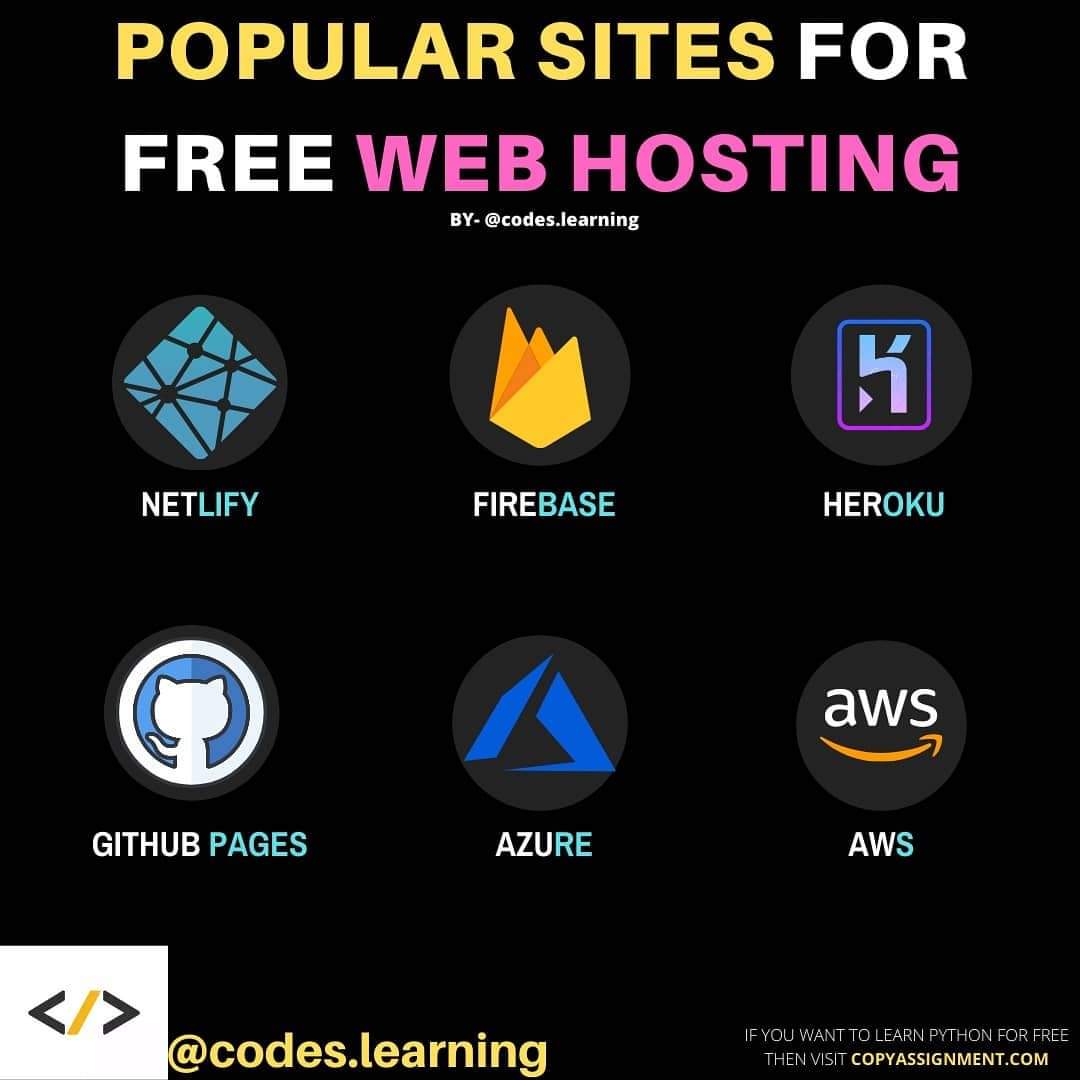 POPULAR SITES FOR
FREE WEB HOSTING
BY- @codes.learning
NETLIFY
FIREBASE
HEROKU
aws
GITHUB PAGES
AZURE
AWS
</>
@codes.learning
IF YOU WANT TO LEARN PYTHON FOR FREE
THEN VISIT COPYASSIGNMENT.COM